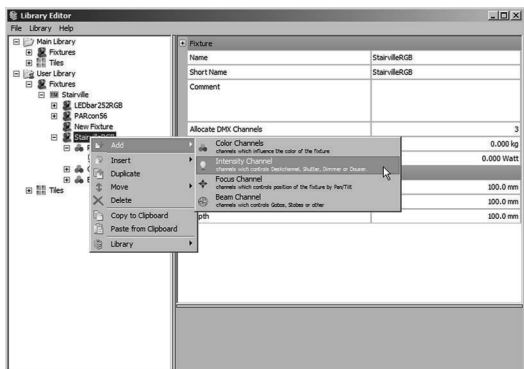 Library Editor
File Library Help
Main Library
Fixtures
Tiles
User Library
Fixtures
Stairville
LEDbar252RGB
PARcon56
New Fixture
Tiles
Add
Insert
Duplicate
Move
Delete
Copy to Clipboard
Paste from Clipboard
Library
Color Channels
channels which influence the color of the fixture
Intensity Channel
channels wich controls Deskchannel, Shutter, Dimmer or Douser.
Focus Channel
channels which controls position of the fixture by Pan/Tilt
Beam Channel
channels wich controls Gobos, Stobes or other
Fixture
Name StairvilleRGB
Short Name StairvilleRGB
Comment
Allocate DMX Channels 3
0.000 kg
0.000 Watt
100.0 mm
100.0 mm
pth 100.0 mm